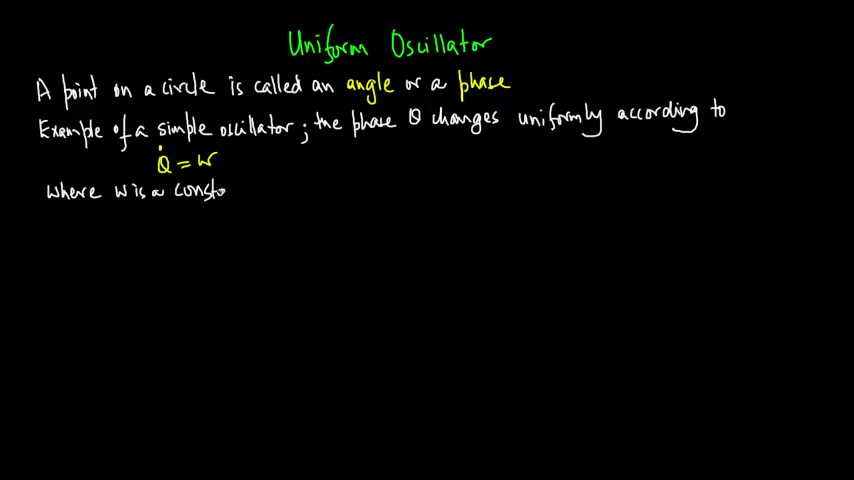 Uniform Oscillator
A point on a circle is called an angle or a phase
Example of a simple oscillator; the phase θ changes uniformly according to
θ̇ = w
where w is a consta